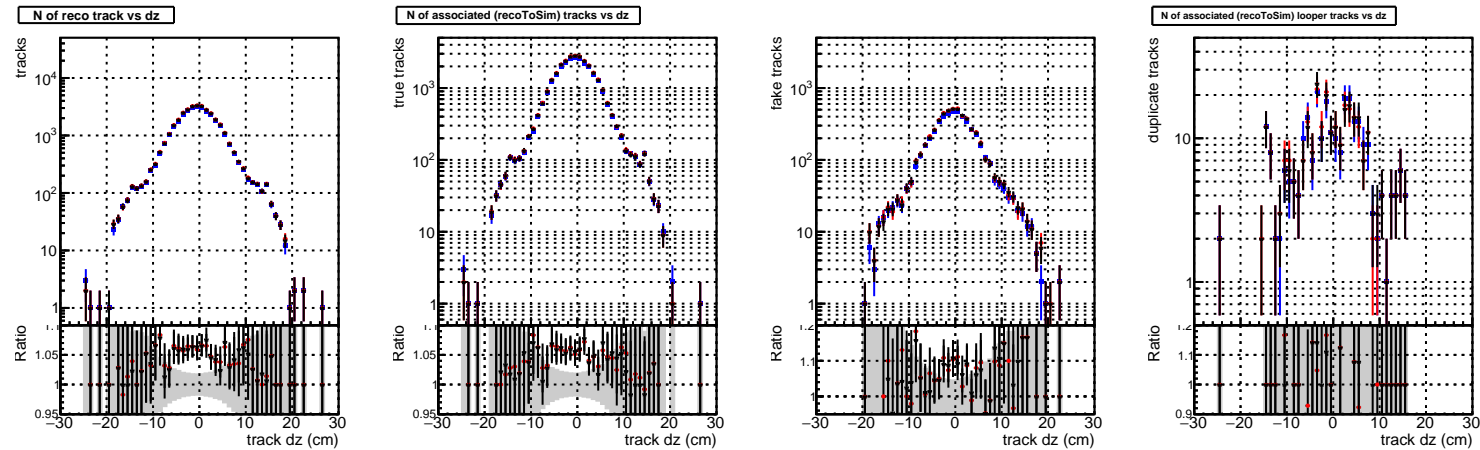 N of reco track vs dz
tracks
10⁴
10³
10²
10
1
Ratio
1.05
1
0.95
−30 −20 −10 0 10 20 30
track dz (cm)
N of associated (recoToSim) tracks vs dz
true tracks
10³
10²
10
1
Ratio
1.05
1
0.95
−30 −20 −10 0 10 20 30
track dz (cm)
fake tracks
10³
10²
10
1
Ratio
1.2
1.1
1
−30 −20 −10 0 10 20 30
track dz (cm)
N of associated (recoToSim) looper tracks vs dz
duplicate tracks
10
1
Ratio
1.2
1.1
1
0.9
−30 −20 −10 0 10 20 30
track dz (cm)